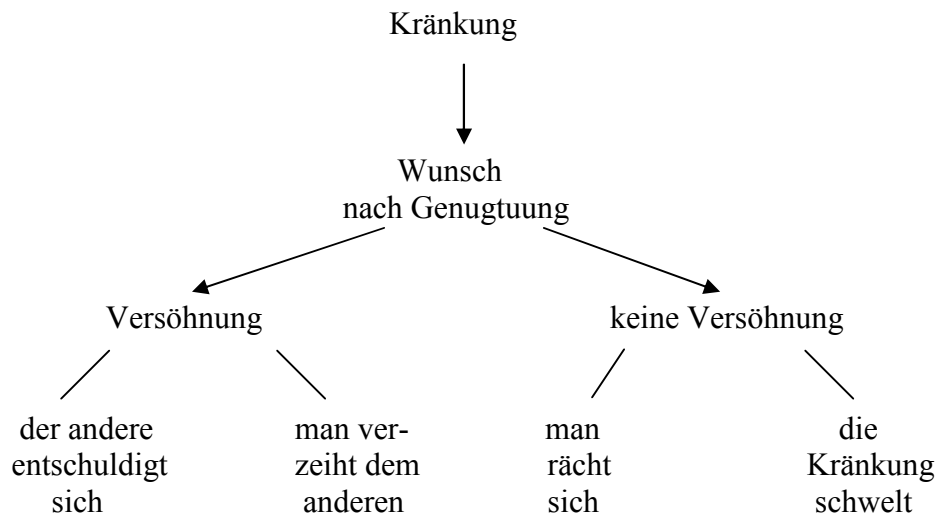 Kränkung
Wunsch
nach Genugtuung
Versöhnung
keine Versöhnung
der andere
entschuldigt
sich
man ver-
zeiht dem
anderen
man
rächt
sich
die
Kränkung
schwelt